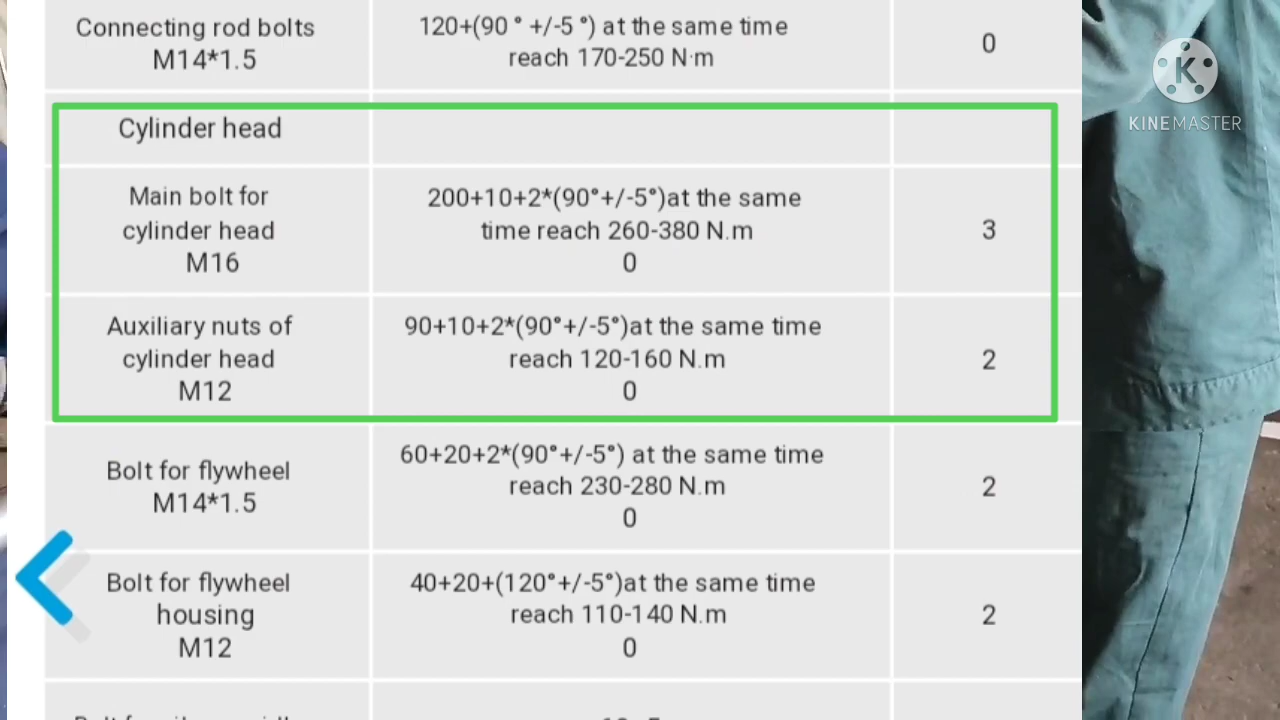 Connecting rod bolts
M14*1.5
120+(90 ° +/-5 °) at the same time
reach 170-250 N·m
0
Cylinder head
Main bolt for
cylinder head
M16
200+10+2*(90°+/-5°)at the same
time reach 260-380 N.m
0
3
Auxiliary nuts of
cylinder head
M12
90+10+2*(90°+/-5°)at the same time
reach 120-160 N.m
0
2
Bolt for flywheel
M14*1.5
60+20+2*(90°+/-5°) at the same time
reach 230-280 N.m
0
2
Bolt for flywheel
housing
M12
40+20+(120°+/-5°)at the same time
reach 110-140 N.m
0
2
K
KINEMASTER